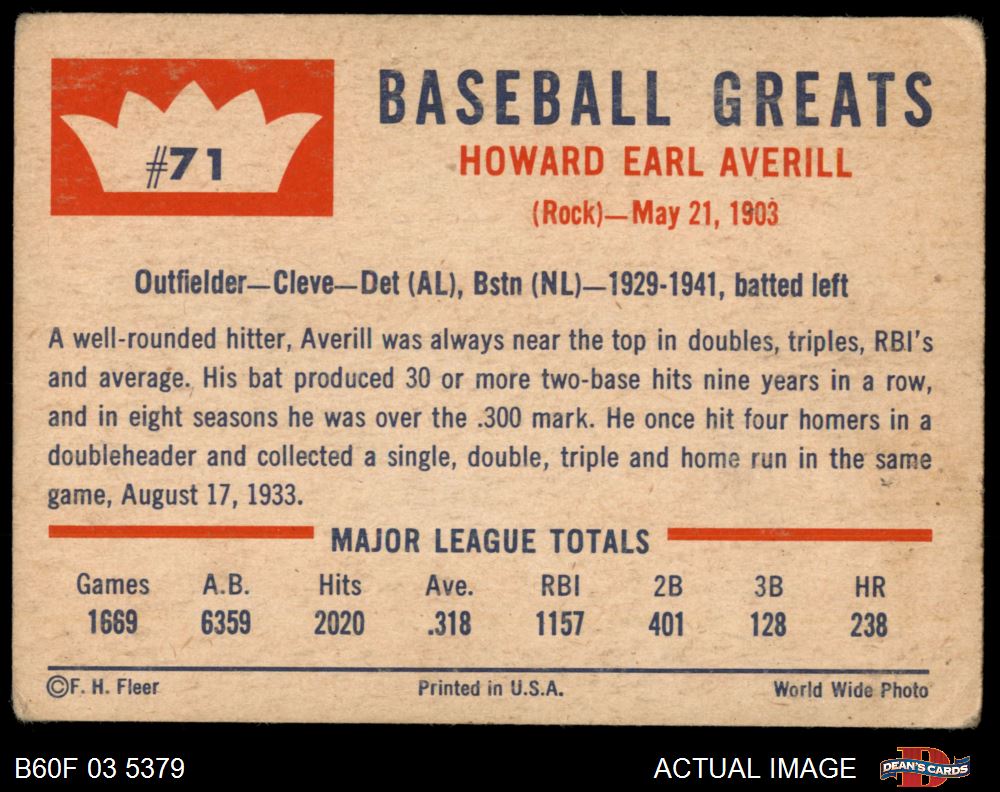 #71
BASEBALL GREATS
HOWARD EARL AVERILL
(Rock)—May 21, 1903
Outfielder—Cleve—Det (AL), Bstn (NL)—1929-1941, batted left
A well-rounded hitter, Averill was always near the top in doubles, triples, RBI's
and average. His bat produced 30 or more two-base hits nine years in a row,
and in eight seasons he was over the .300 mark. He once hit four homers in a
doubleheader and collected a single, double, triple and home run in the same
game, August 17, 1933.
MAJOR LEAGUE TOTALS
Games A.B. Hits Ave. RBI 2B 3B HR
1669 6359 2020 .318 1157 401 128 238
©F. H. Fleer Printed in U.S.A. World Wide Photo
B60F 03 5379 ACTUAL IMAGE D DEAN'S CARDS